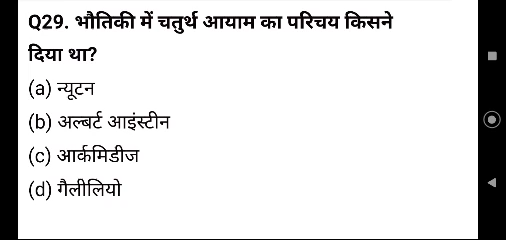 Q29. भौतिकी में चतुर्थ आयाम का परिचय किसने
दिया था?
(a) न्यूटन
(b) अल्बर्ट आइंस्टीन
(c) आर्कमिडीज
(d) गैलीलियो